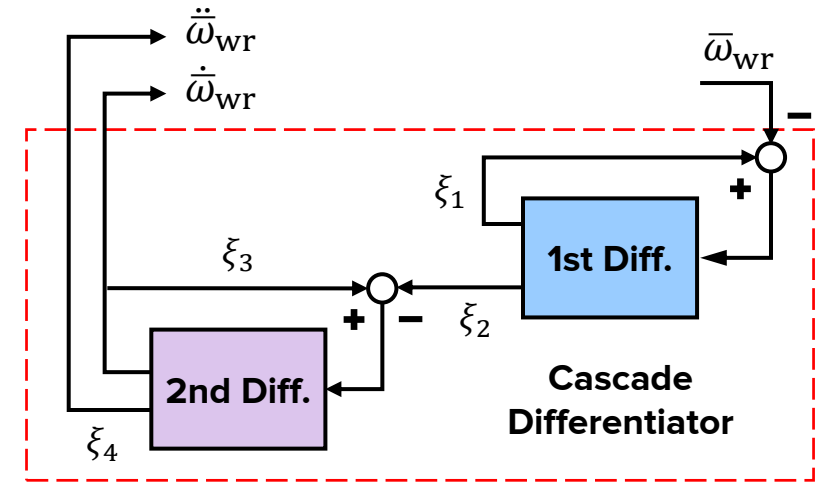 ω̅̈wr
ω̅̇wr
ω̅wr
−
+
ξ1
1st Diff.
ξ3
+
−
ξ2
2nd Diff.
ξ4
Cascade
Differentiator